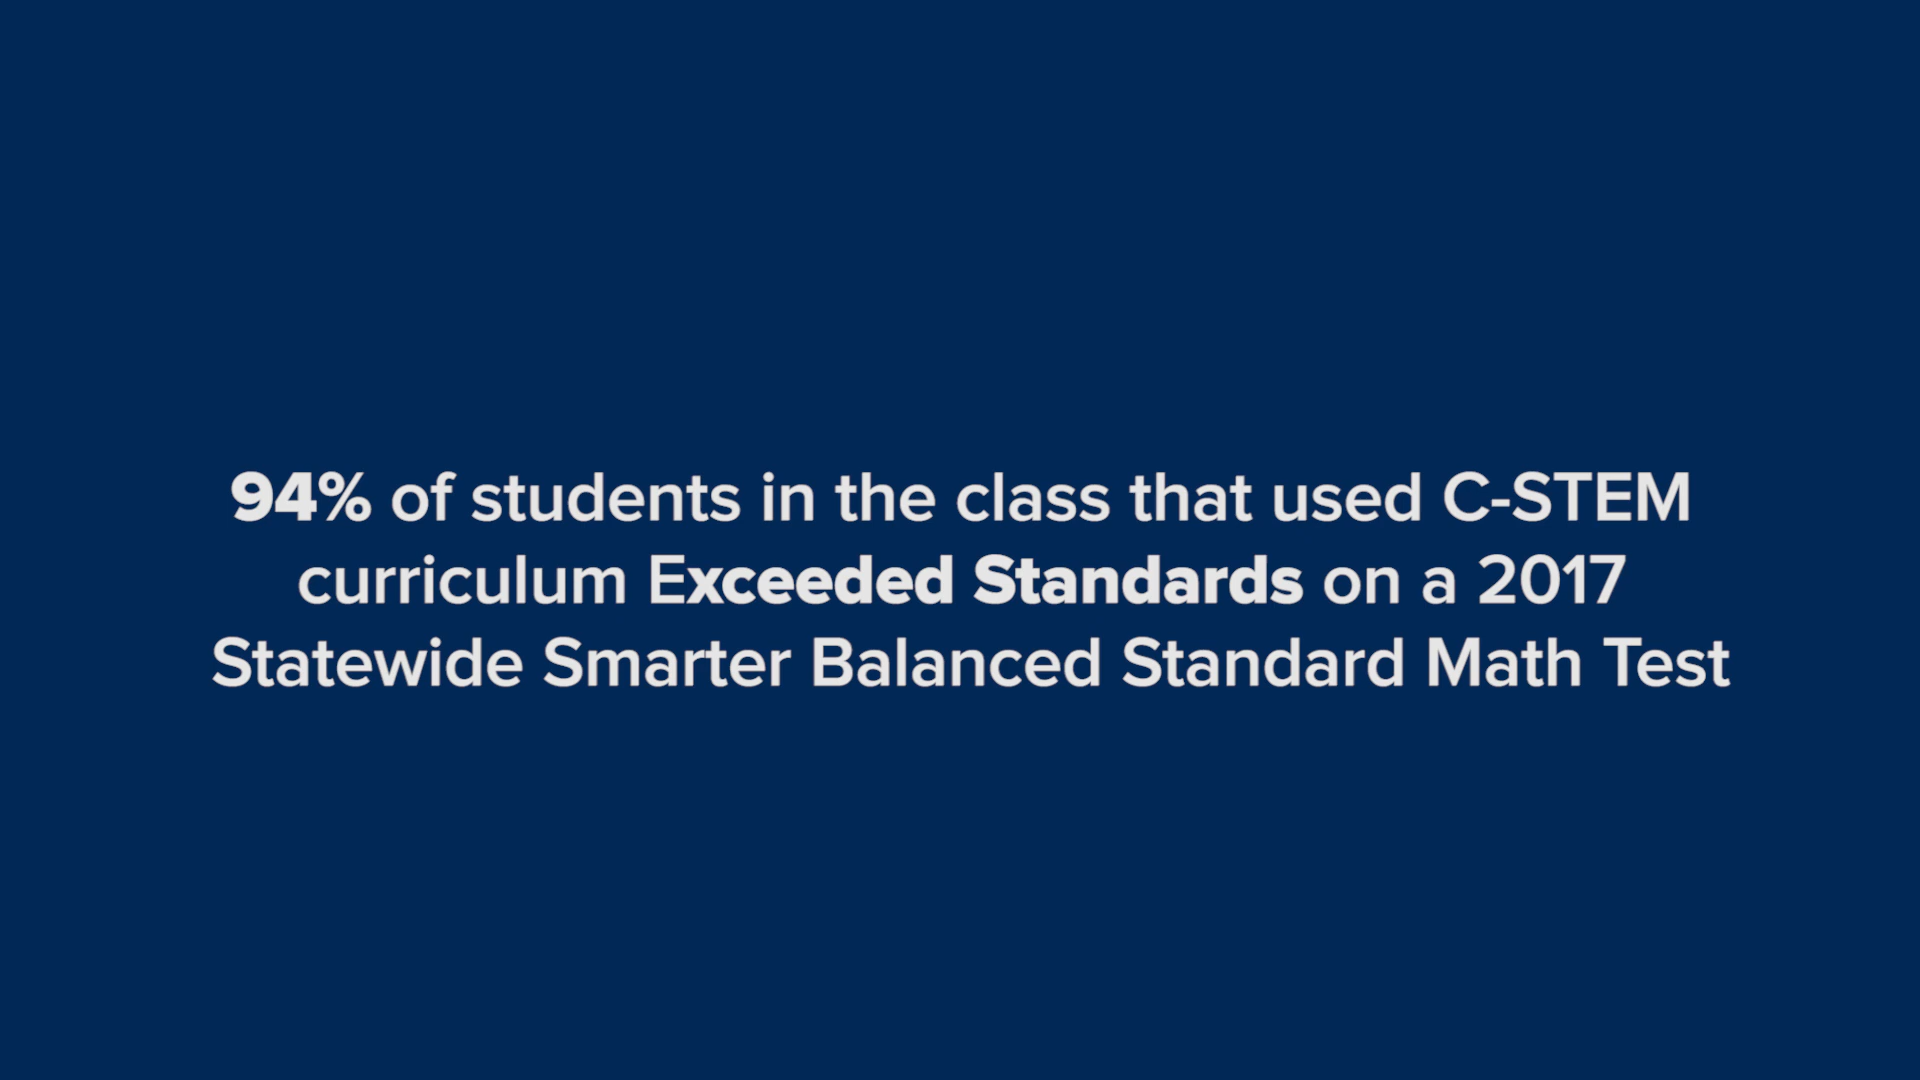 94% of students in the class that used C-STEM
curriculum Exceeded Standards on a 2017
Statewide Smarter Balanced Standard Math Test